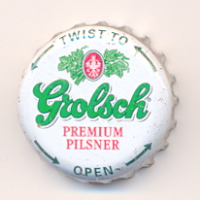 TWIST TO
Grolsch
PREMIUM
PILSNER
OPEN